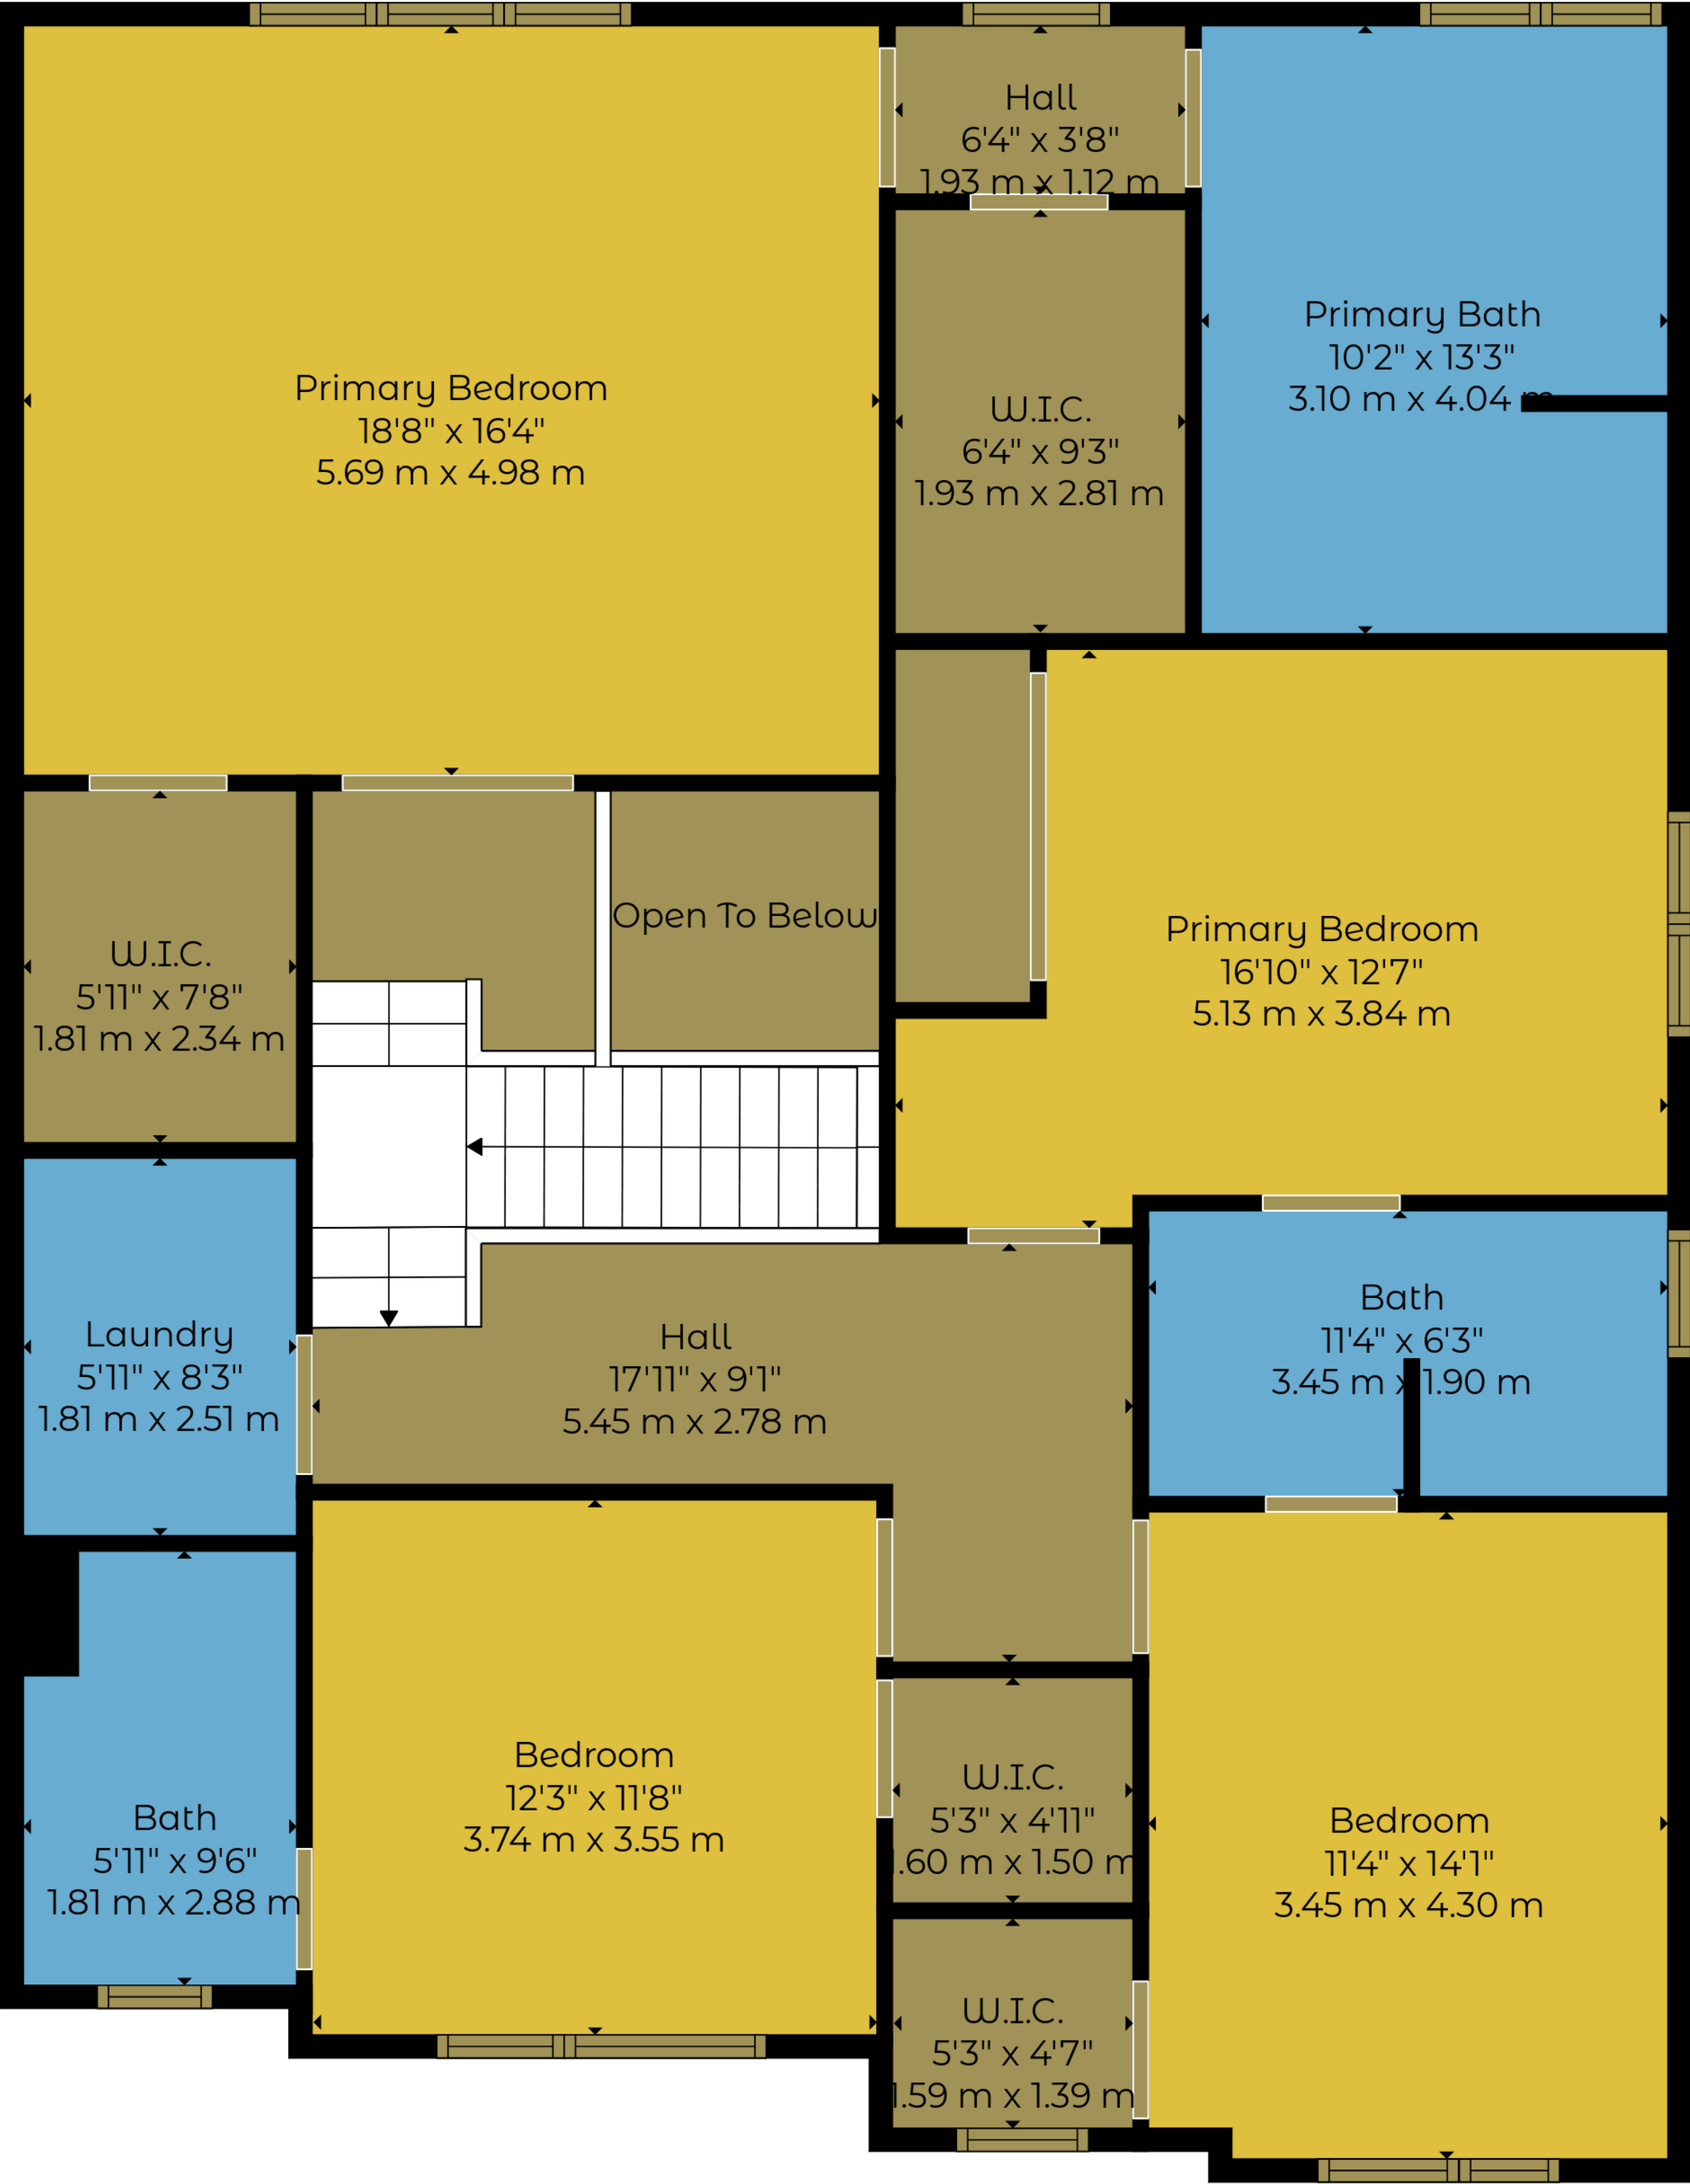 Hall
6'4" x 3'8"
1.93 m x 1.12 m
Primary Bath
10'2" x 13'3"
3.10 m x 4.04 m
Primary Bedroom
18'8" x 16'4"
5.69 m x 4.98 m
W.I.C.
6'4" x 9'3"
1.93 m x 2.81 m
Open To Below
Primary Bedroom
16'10" x 12'7"
5.13 m x 3.84 m
W.I.C.
5'11" x 7'8"
1.81 m x 2.34 m
Laundry
5'11" x 8'3"
1.81 m x 2.51 m
Hall
17'11" x 9'1"
5.45 m x 2.78 m
Bath
11'4" x 6'3"
3.45 m x 1.90 m
Bath
5'11" x 9'6"
1.81 m x 2.88 m
Bedroom
12'3" x 11'8"
3.74 m x 3.55 m
W.I.C.
5'3" x 4'11"
1.60 m x 1.50 m
Bedroom
11'4" x 14'1"
3.45 m x 4.30 m
W.I.C.
5'3" x 4'7"
1.59 m x 1.39 m